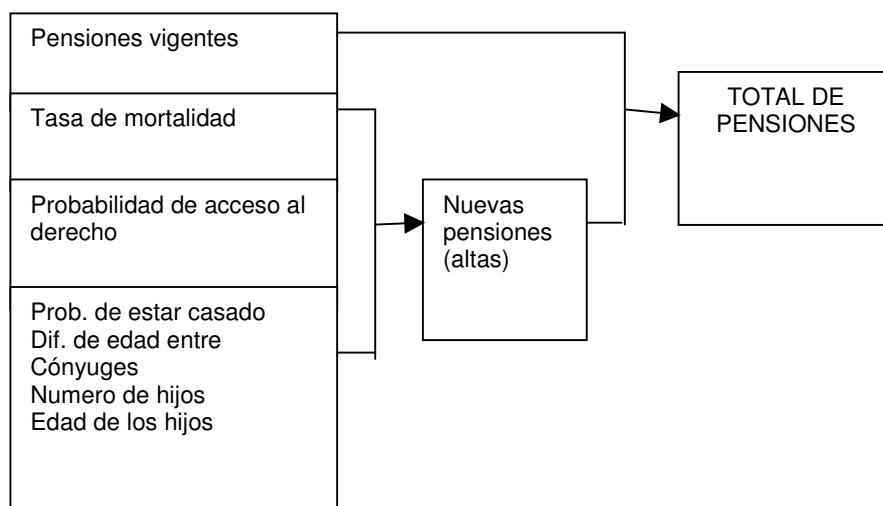 Pensiones vigentes
Tasa de mortalidad
Probabilidad de acceso al
derecho
Prob. de estar casado
Dif. de edad entre
Cónyuges
Numero de hijos
Edad de los hijos
Nuevas
pensiones
(altas)
TOTAL DE
PENSIONES